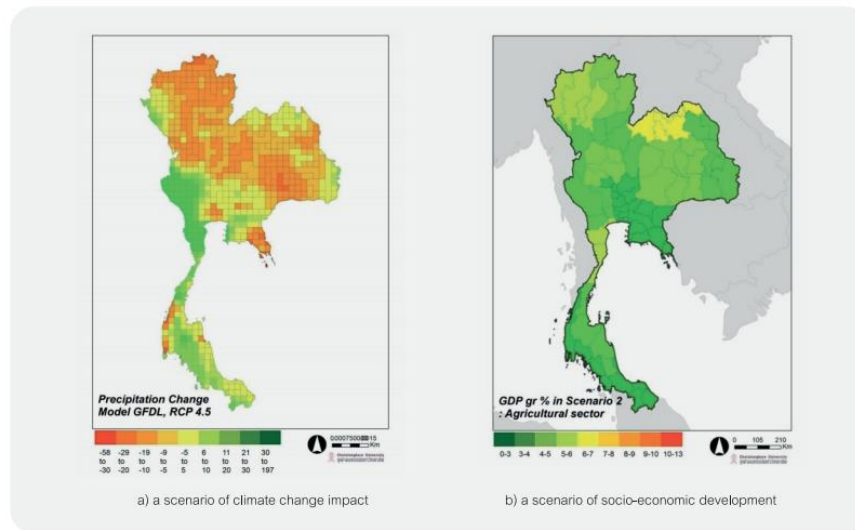 Precipitation Change
Model GFDL, RCP 4.5
Km
-58 -29 -19 -9 -5 6 11 21 30
to to to to to to to to to
-30 -20 -10 -5 5 10 20 30 197
a) a scenario of climate change impact
GDP gr % in Scenario 2
: Agricultural sector
0 105 210
Km
0-3 3-4 4-5 5-6 6-7 7-8 8-9 9-10 10-13
b) a scenario of socio-economic development